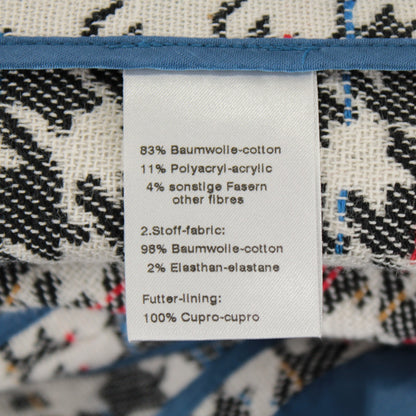 83% Baumwolle-cotton
11% Polyacryl-acrylic
4% sonstige Fasern
other fibres
2.Stoff-fabric:
98% Baumwolle-cotton
2% Elasthan-elastane
Futter-lining:
100% Cupro-cupro